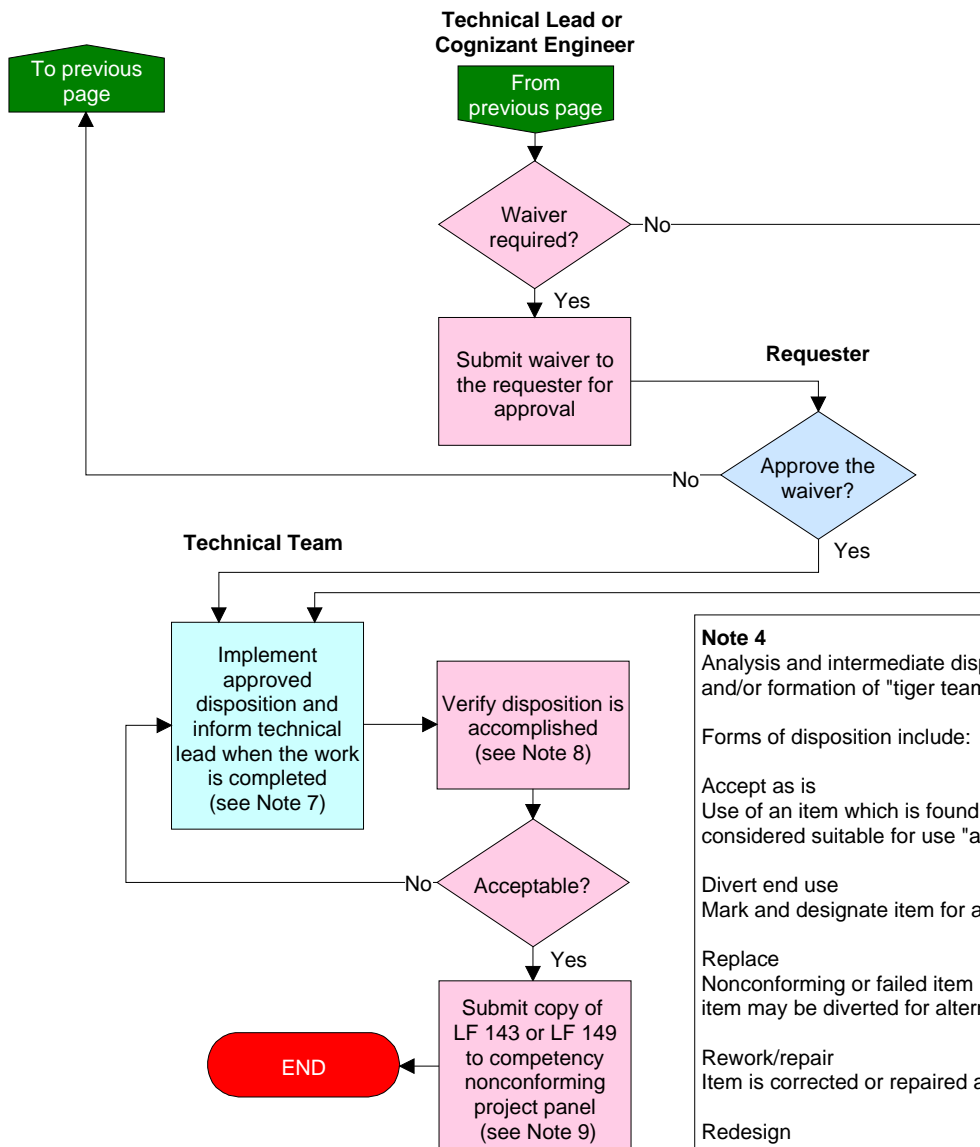 Technical Lead or
Cognizant Engineer
To previous
page
From
previous page
Waiver
required?
No
Yes
Submit waiver to
the requester for
approval
Requester
Approve the
waiver?
No
Yes
Technical Team
Implement
approved
disposition and
inform technical
lead when the work
is completed
(see Note 7)
Verify disposition is
accomplished
(see Note 8)
Acceptable?
No
Yes
Submit copy of
LF 143 or LF 149
to competency
nonconforming
project panel
(see Note 9)
END
Note 4
Analysis and intermediate
and/or formation of "tiger
Forms of disposition include:
Accept as is
Use of an item which is found
considered suitable for use
Divert end use
Mark and designate item for
Replace
Nonconforming or failed item
item may be diverted for
Rework/repair
Item is corrected or repaired
Redesign